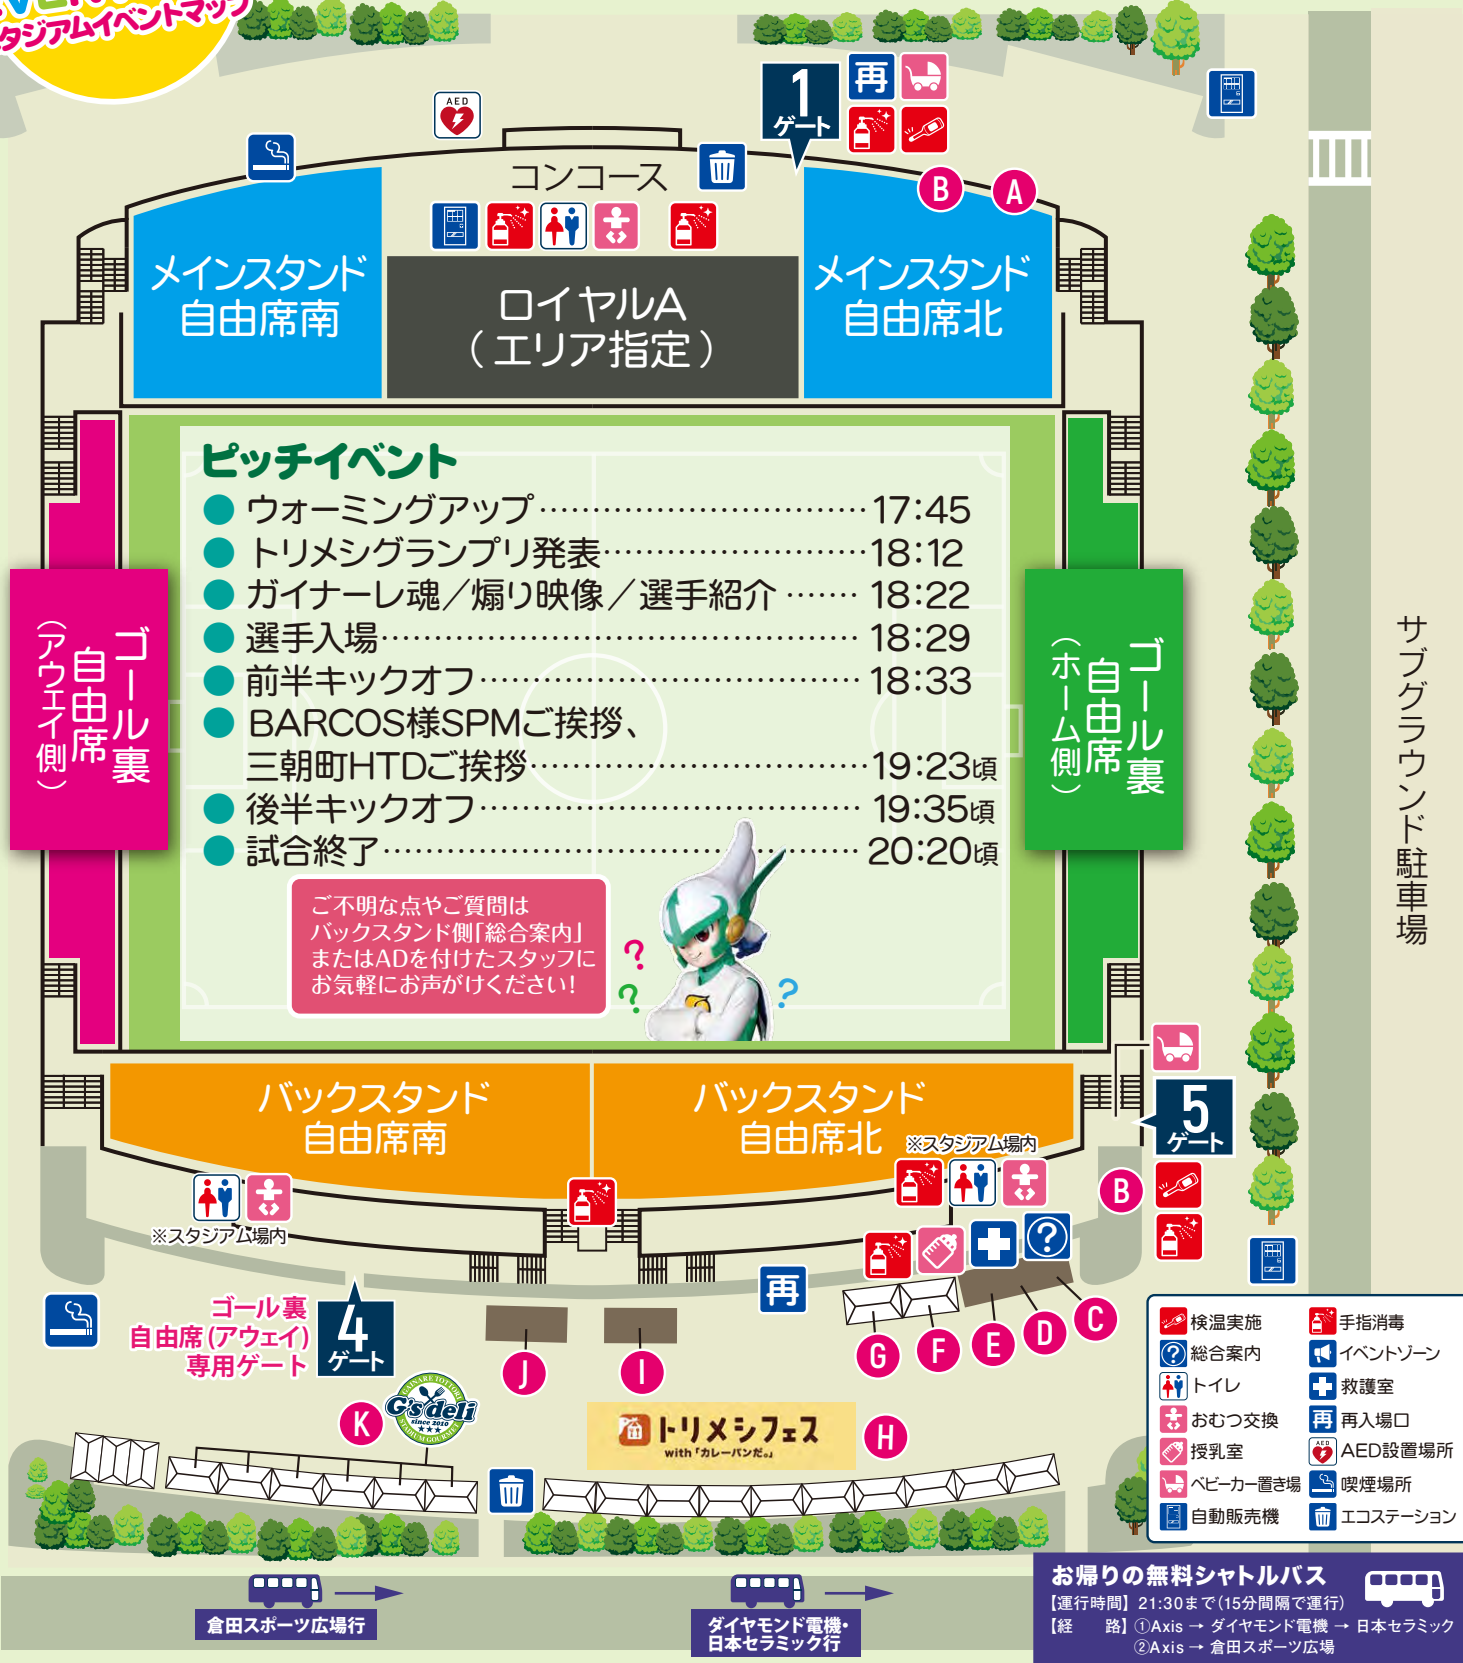 スタジアムイベントマップ
AED
1
ゲート
再
コンコース
B
A
メインスタンド
自由席南
ロイヤルA
（エリア指定）
メインスタンド
自由席北
ピッチイベント
● ウォーミングアップ…………………………17:45
● トリメシグランプリ発表……………………18:12
● ガイナーレ魂／煽り映像／選手紹介 ……18:22
● 選手入場……………………………………18:29
● 前半キックオフ……………………………18:33
● BARCOS様SPMご挨拶、
三朝町HTDご挨拶…………………………19:23頃
● 後半キックオフ……………………………19:35頃
● 試合終了……………………………………20:20頃
ゴール裏
自由席
（アウェイ側）
ゴール裏
自由席
（ホーム側）
サブグラウンド駐車場
ご不明な点やご質問は
バックスタンド側「総合案内」
またはADを付けたスタッフに
お気軽にお声がけください！
?
?
?
バックスタンド
自由席南
バックスタンド
自由席北
※スタジアム場内
5
ゲート
B
※スタジアム場内
?
再
ゴール裏
自由席（アウェイ）
専用ゲート
4
ゲート
J
I
G
F
E
D
C
K
GAINARE TOTTORI
G'sdeli
since 2010
★★★
STADIUM GOURMET
トリメシフェス
with「カレーパンだ。」
H
検温実施
手指消毒
総合案内
イベントゾーン
トイレ
救護室
おむつ交換
再 再入場口
授乳室
AED AED設置場所
ベビーカー置き場
喫煙場所
自動販売機
エコステーション
倉田スポーツ広場行
ダイヤモンド電機・
日本セラミック行
お帰りの無料シャトルバス
【運行時間】21:30まで（15分間隔で運行）
【経　　路】①Axis → ダイヤモンド電機 → 日本セラミック
②Axis → 倉田スポーツ広場